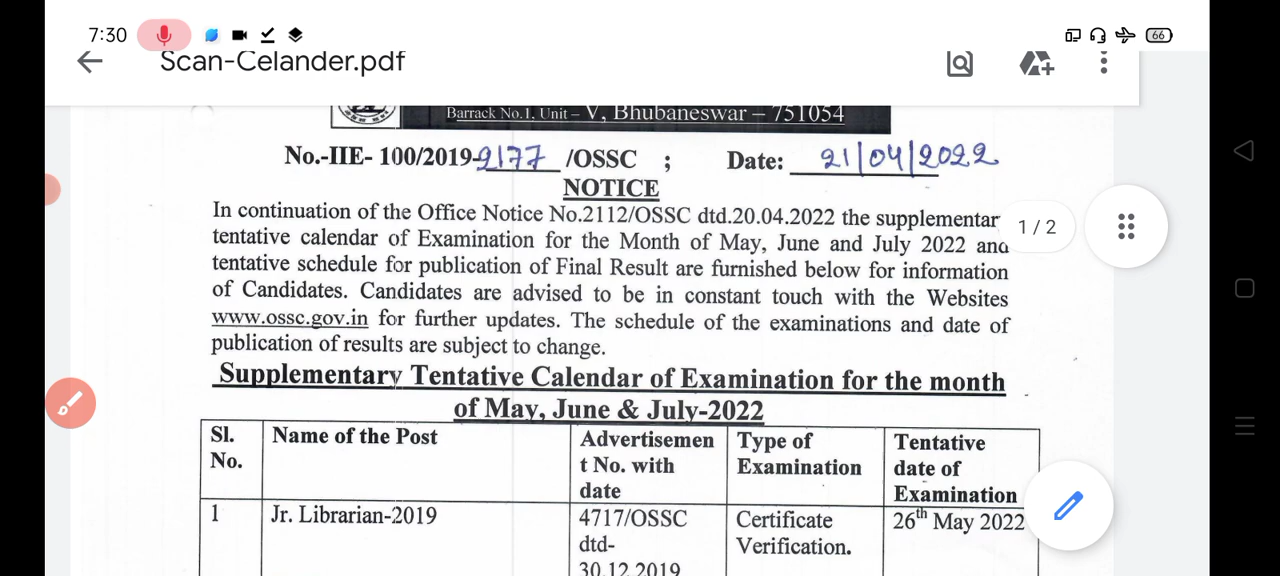 7:30
66
Scan-Celander.pdf
Barrack No.1, Unit – V, Bhubaneswar – 751054
No.-IIE- 100/2019-2177 /OSSC ; Date: 21/04/2022
NOTICE
In continuation of the Office Notice No.2112/OSSC dtd.20.04.2022 the supplementar
tentative calendar of Examination for the Month of May, June and July 2022 and
tentative schedule for publication of Final Result are furnished below for information
of Candidates. Candidates are advised to be in constant touch with the Websites
www.ossc.gov.in for further updates. The schedule of the examinations and date of
publication of results are subject to change.
1 / 2
Supplementary Tentative Calendar of Examination for the month
of May, June & July-2022
Sl. Name of the Post Advertisemen Type of Tentative
No. t No. with Examination date of
date Examination
1 Jr. Librarian-2019 4717/OSSC Certificate 26th May 2022
dtd- Verification.
30.12.2019